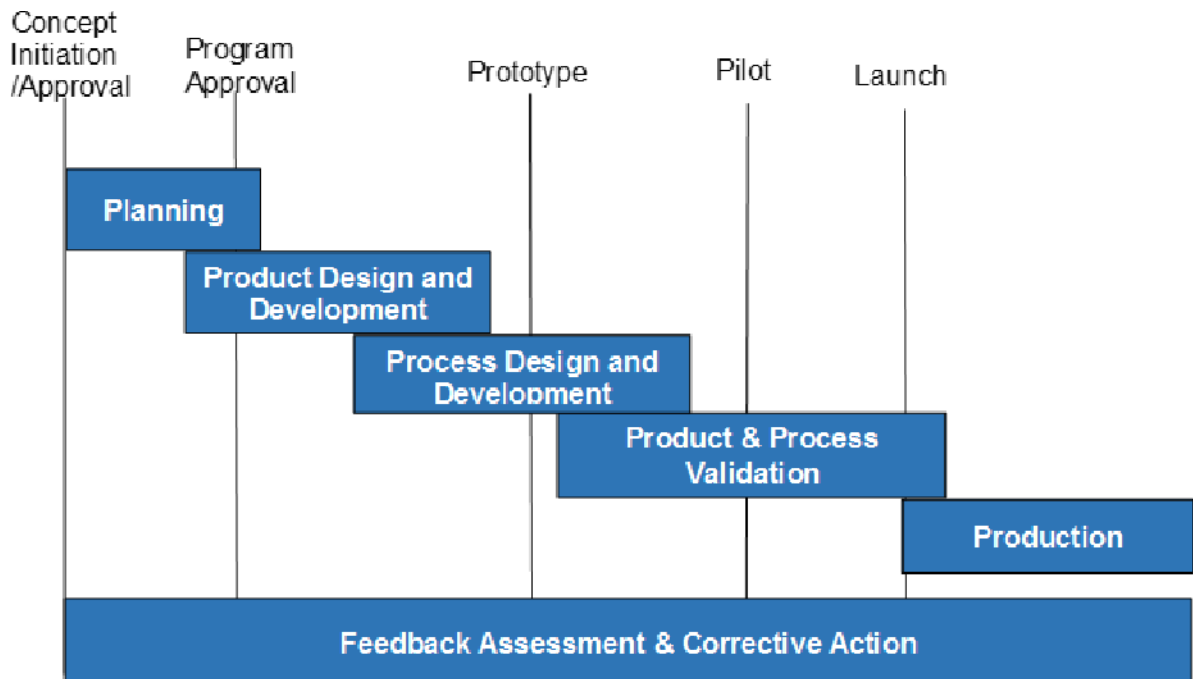 Concept
Initiation
/Approval
Program
Approval
Prototype
Pilot
Launch
Planning
Product Design and
Development
Process Design and
Development
Product & Process
Validation
Production
Feedback Assessment & Corrective Action